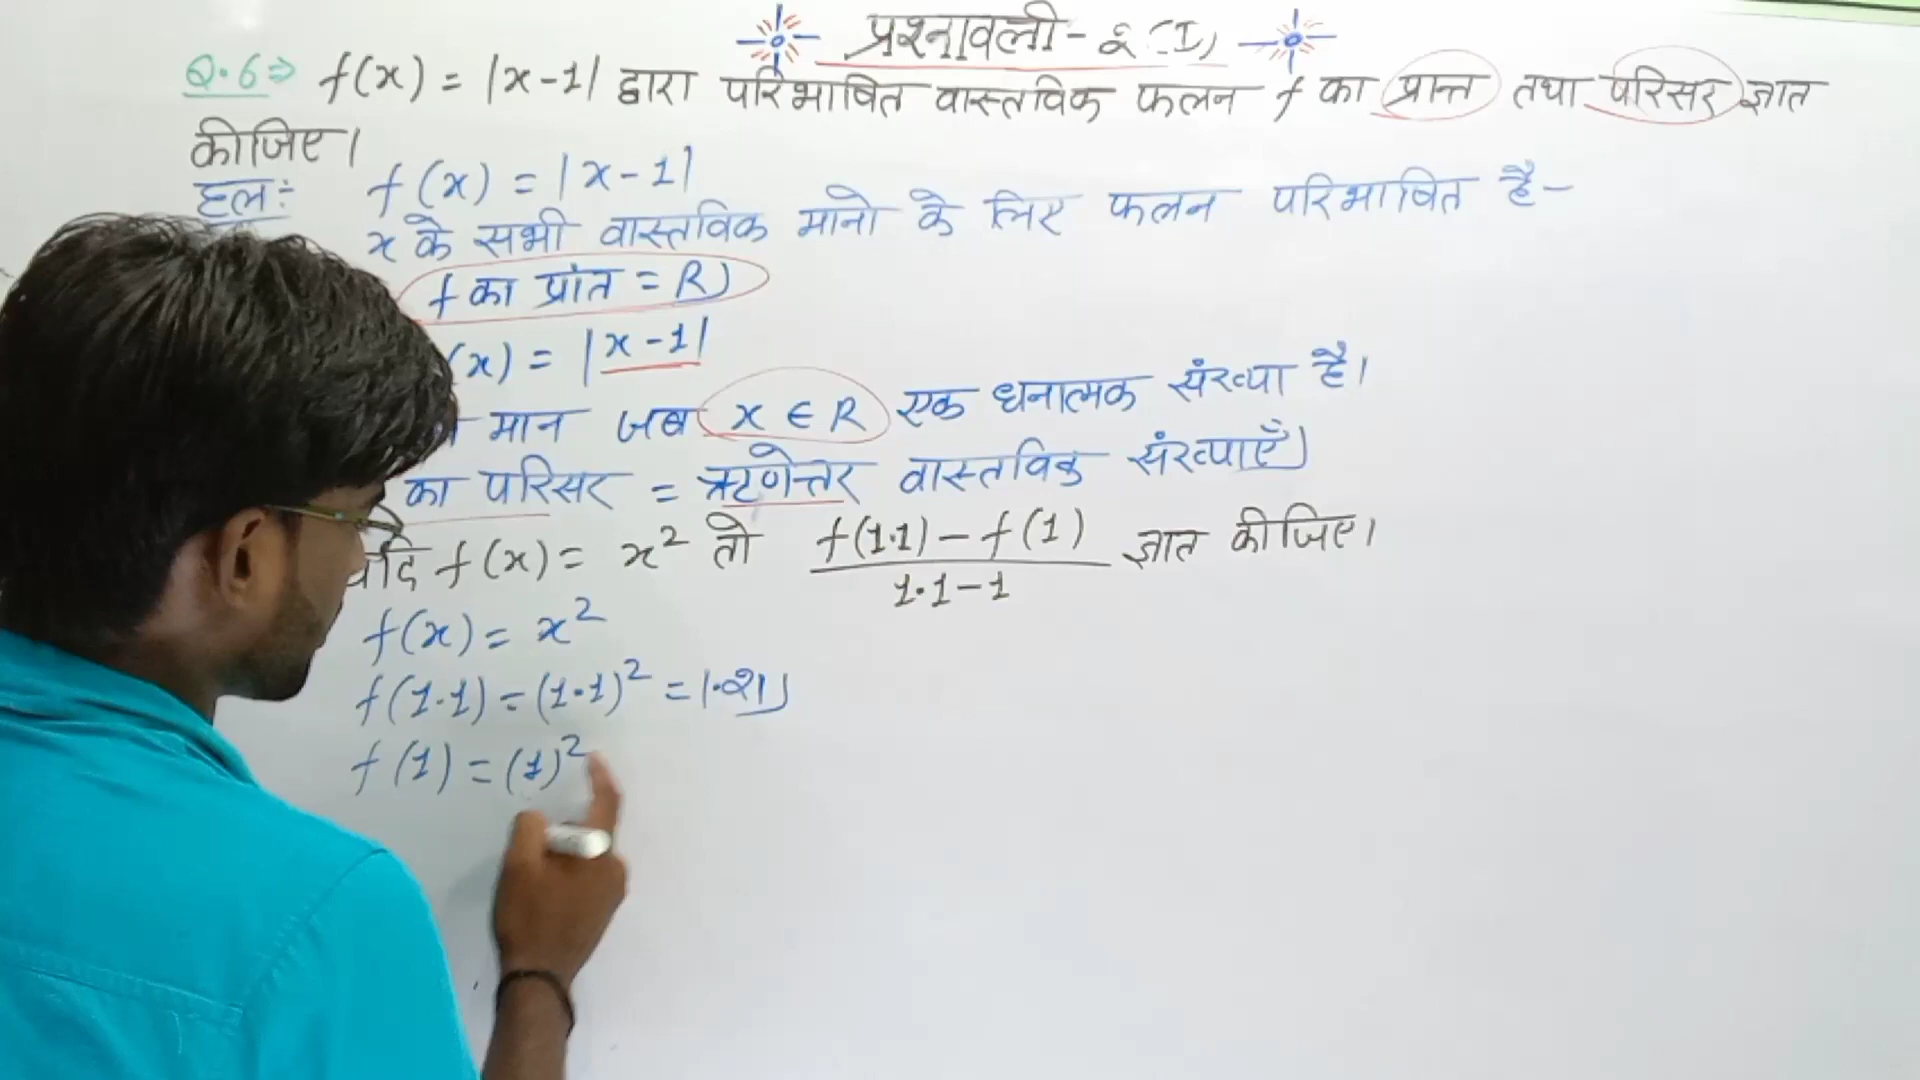 प्रश्नावली - 2 (I)
Q.6⇒ f(x) = |x-1| द्वारा परिभाषित वास्तविक फलन f का प्रान्त तथा परिसर ज्ञात
कीजिए।
हल:- f(x) = |x-1|
x के सभी वास्तविक मानो के लिए फलन परिभाषित है-
f का प्रांत = R
(x) = |x-1|
मान जब x ∈ R एक धनात्मक संख्या है।
का परिसर = ऋणेत्तर वास्तविक संख्याएँ
यदि f(x) = x² तो f(1.1) - f(1) / 1.1 - 1 ज्ञात कीजिए।
f(x) = x²
f(1.1) = (1.1)² = 1.21
f(1) = (1)²